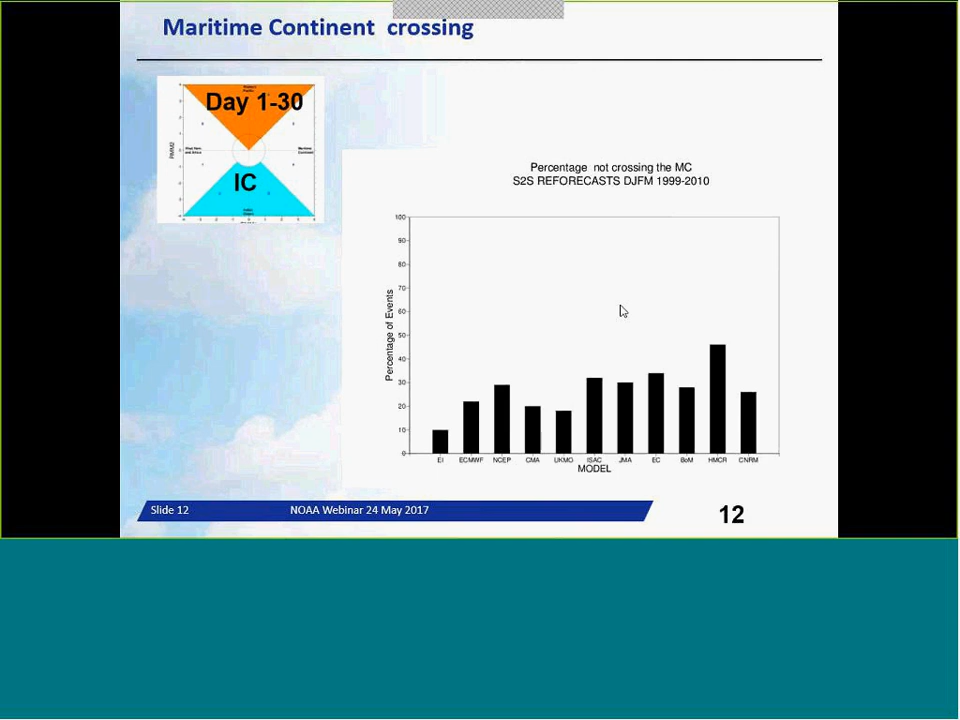 Maritime Continent crossing
Day 1-30
IC
RMM2
Percentage not crossing the MC
S2S REFORECASTS DJFM 1999-2010
Percentage of Events
100
90
80
70
60
50
40
30
20
10
0
EI ECMWF NCEP CMA UKMO ISAC JMA EC BoM HMCR CNRM
MODEL
Slide 12 NOAA Webinar 24 May 2017
12